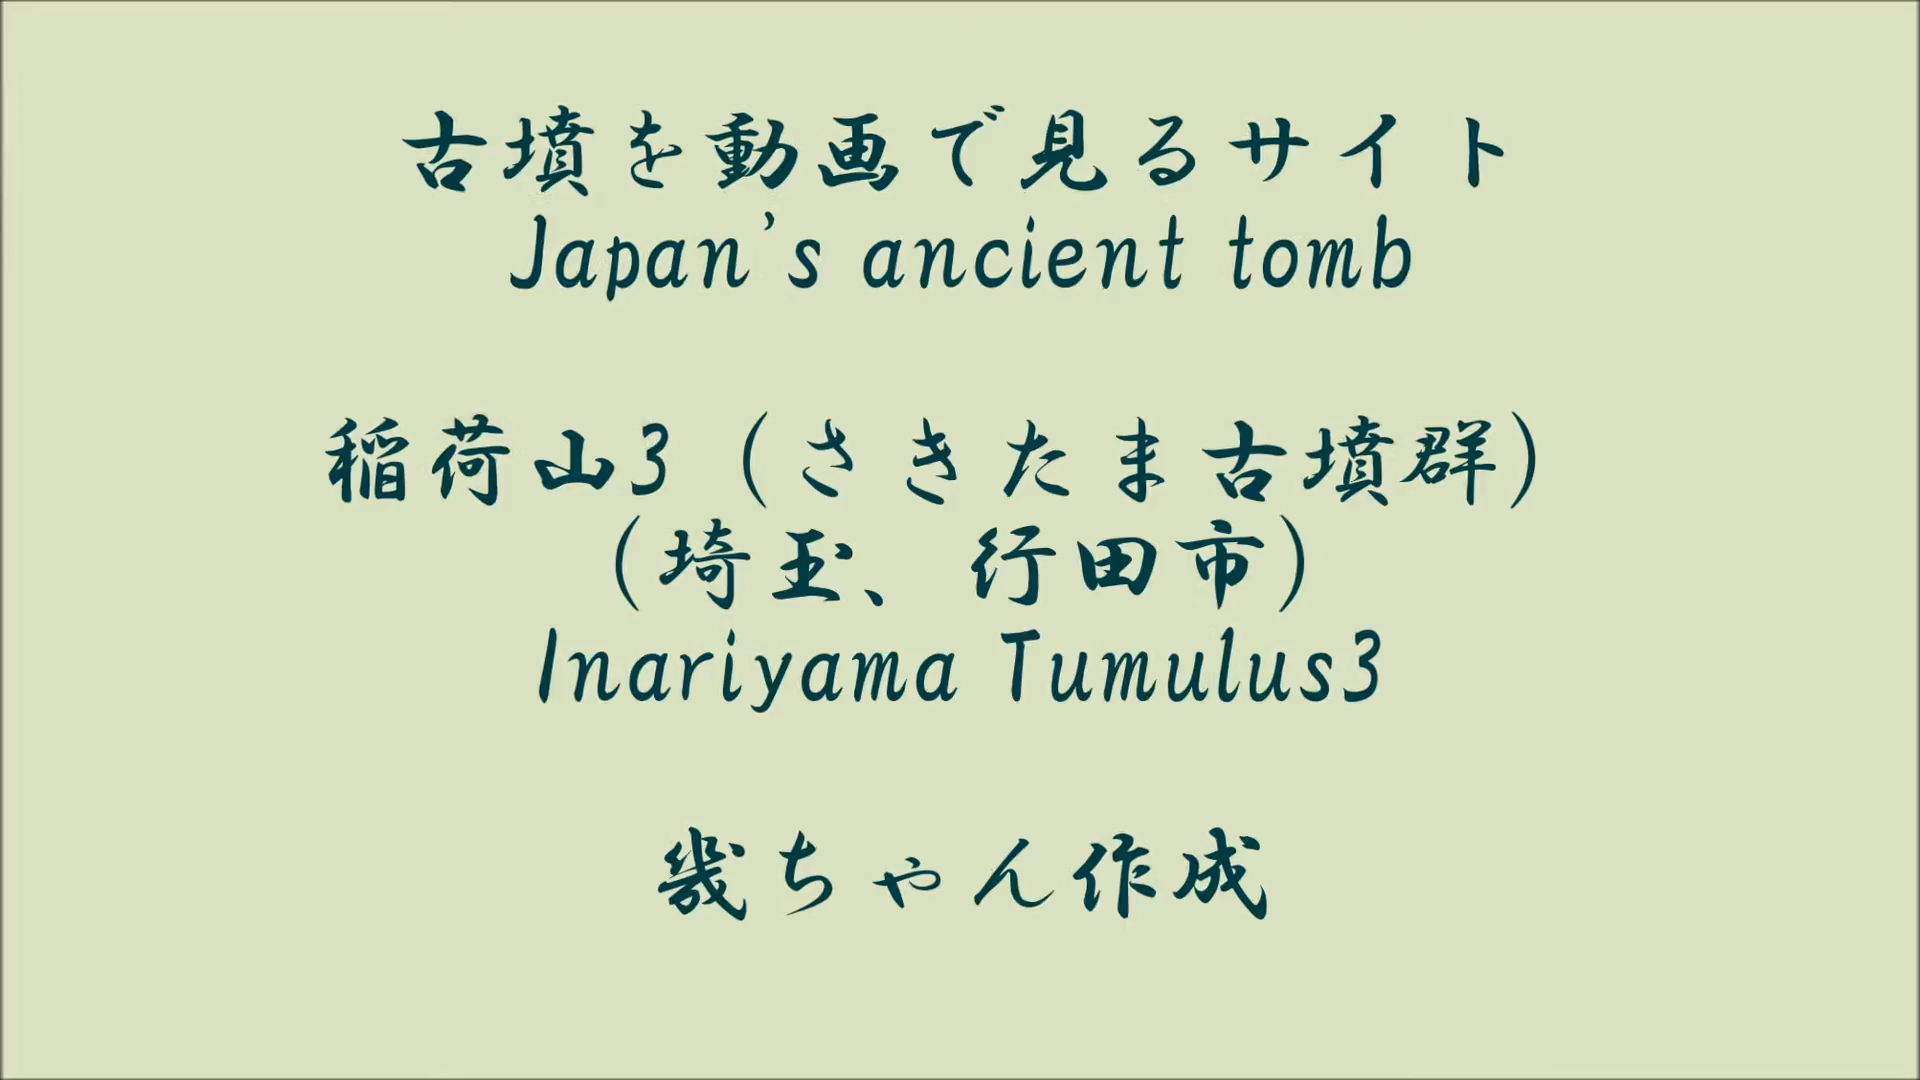 古墳を動画で見るサイト
Japan's ancient tomb
稲荷山3（さきたま古墳群）
（埼玉、行田市）
Inariyama Tumulus3
幾ちゃん作成